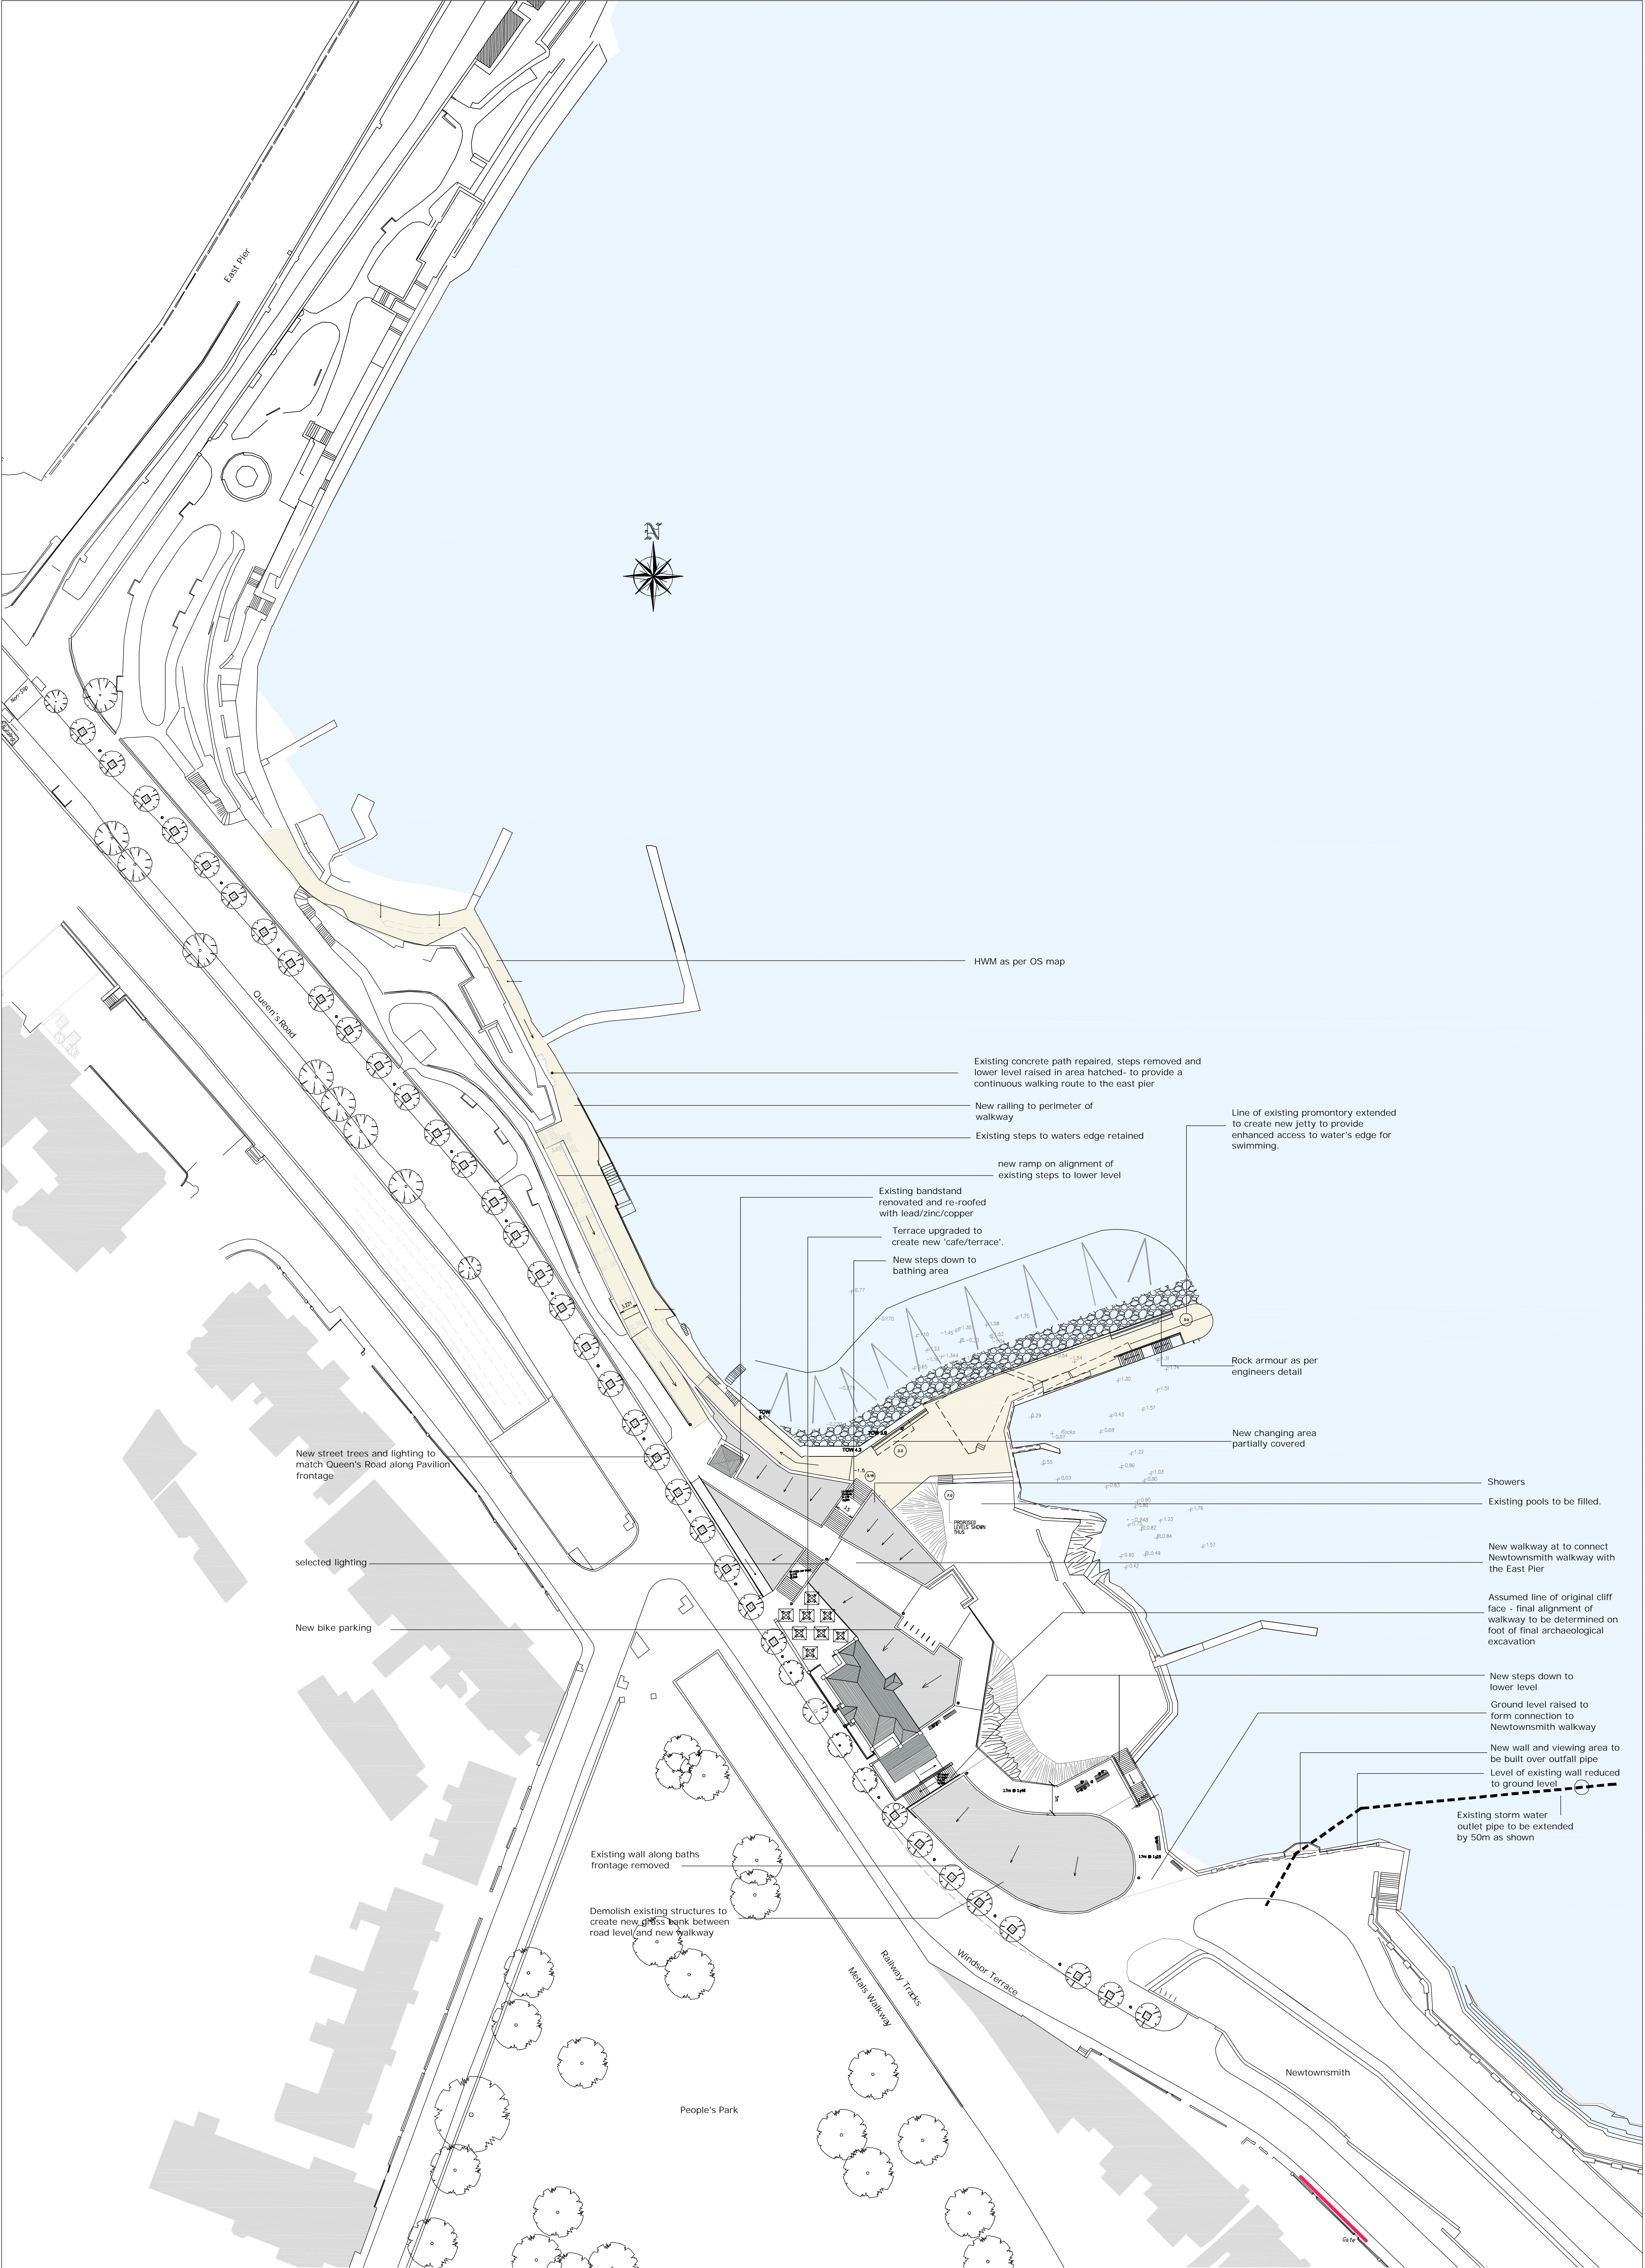 East Pier
N
Non-Slip
Queen's Road
HWM as per OS map
Existing concrete path repaired, steps removed and
lower level raised in area hatched- to provide a
continuous walking route to the east pier
New railing to perimeter of
walkway
Existing steps to waters edge retained
new ramp on alignment of
existing steps to lower level
Existing bandstand
renovated and re-roofed
with lead/zinc/copper
Terrace upgraded to
create new 'cafe/terrace'.
New steps down to
bathing area
Line of existing promontory extended
to create new jetty to provide
enhanced access to water's edge for
swimming.
Rock armour as per
engineers detail
New changing area
partially covered
Showers
Existing pools to be filled.
New walkway at to connect
Newtownsmith walkway with
the East Pier
Assumed line of original cliff
face - final alignment of
walkway to be determined on
foot of final archaeological
excavation
New steps down to
lower level
Ground level raised to
form connection to
Newtownsmith walkway
New wall and viewing area to
be built over outfall pipe
Level of existing wall reduced
to ground level
Existing storm water
outlet pipe to be extended
by 50m as shown
New street trees and lighting to
match Queen's Road along Pavilion
frontage
selected lighting
New bike parking
PROPOSED
LEVELS SHOWN
THUS
Existing wall along baths
frontage removed
Demolish existing structures to
create new grass bank between
road level and new walkway
Railway Tracks
Metals Walkway
Windsor Terrace
Newtownsmith
People's Park
Gate